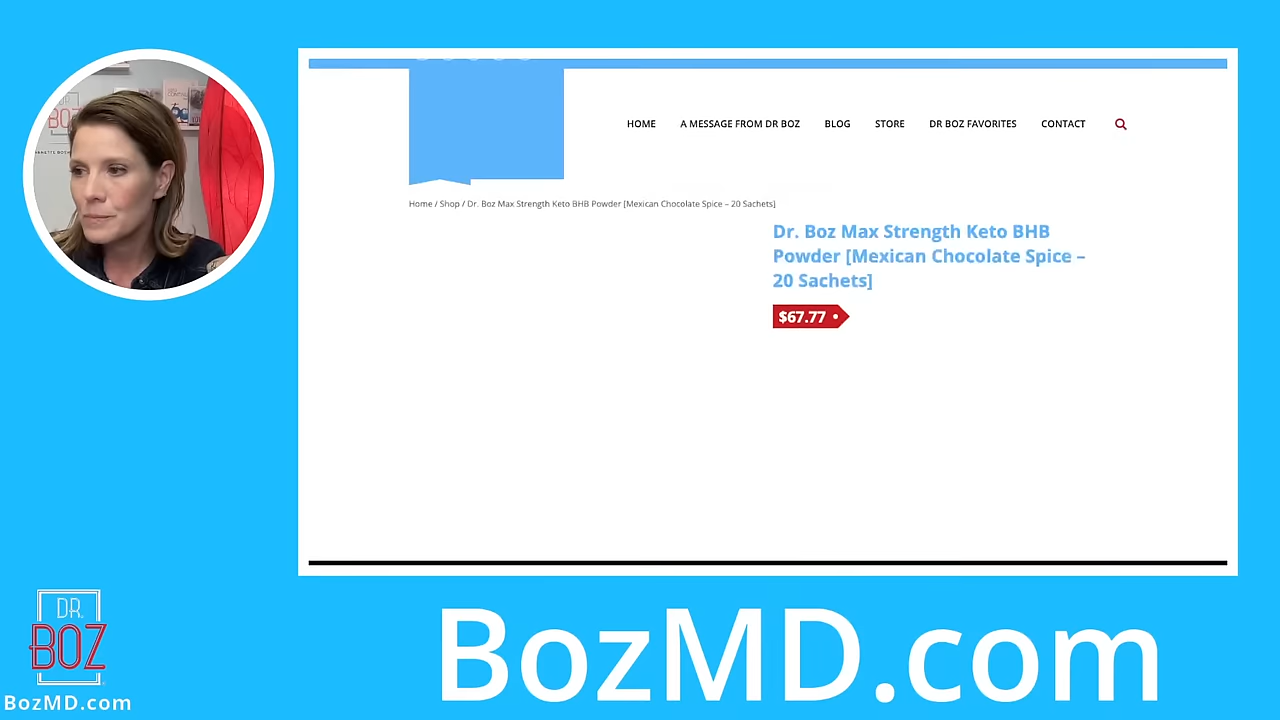 DR.
BOZ
HOME A MESSAGE FROM DR BOZ BLOG STORE DR BOZ FAVORITES CONTACT
Home / Shop / Dr. Boz Max Strength Keto BHB Powder [Mexican Chocolate Spice – 20 Sachets]
Dr. Boz Max Strength Keto BHB
Powder [Mexican Chocolate Spice –
20 Sachets]
$67.77
DR.
BOZ
BozMD.com
BozMD.com